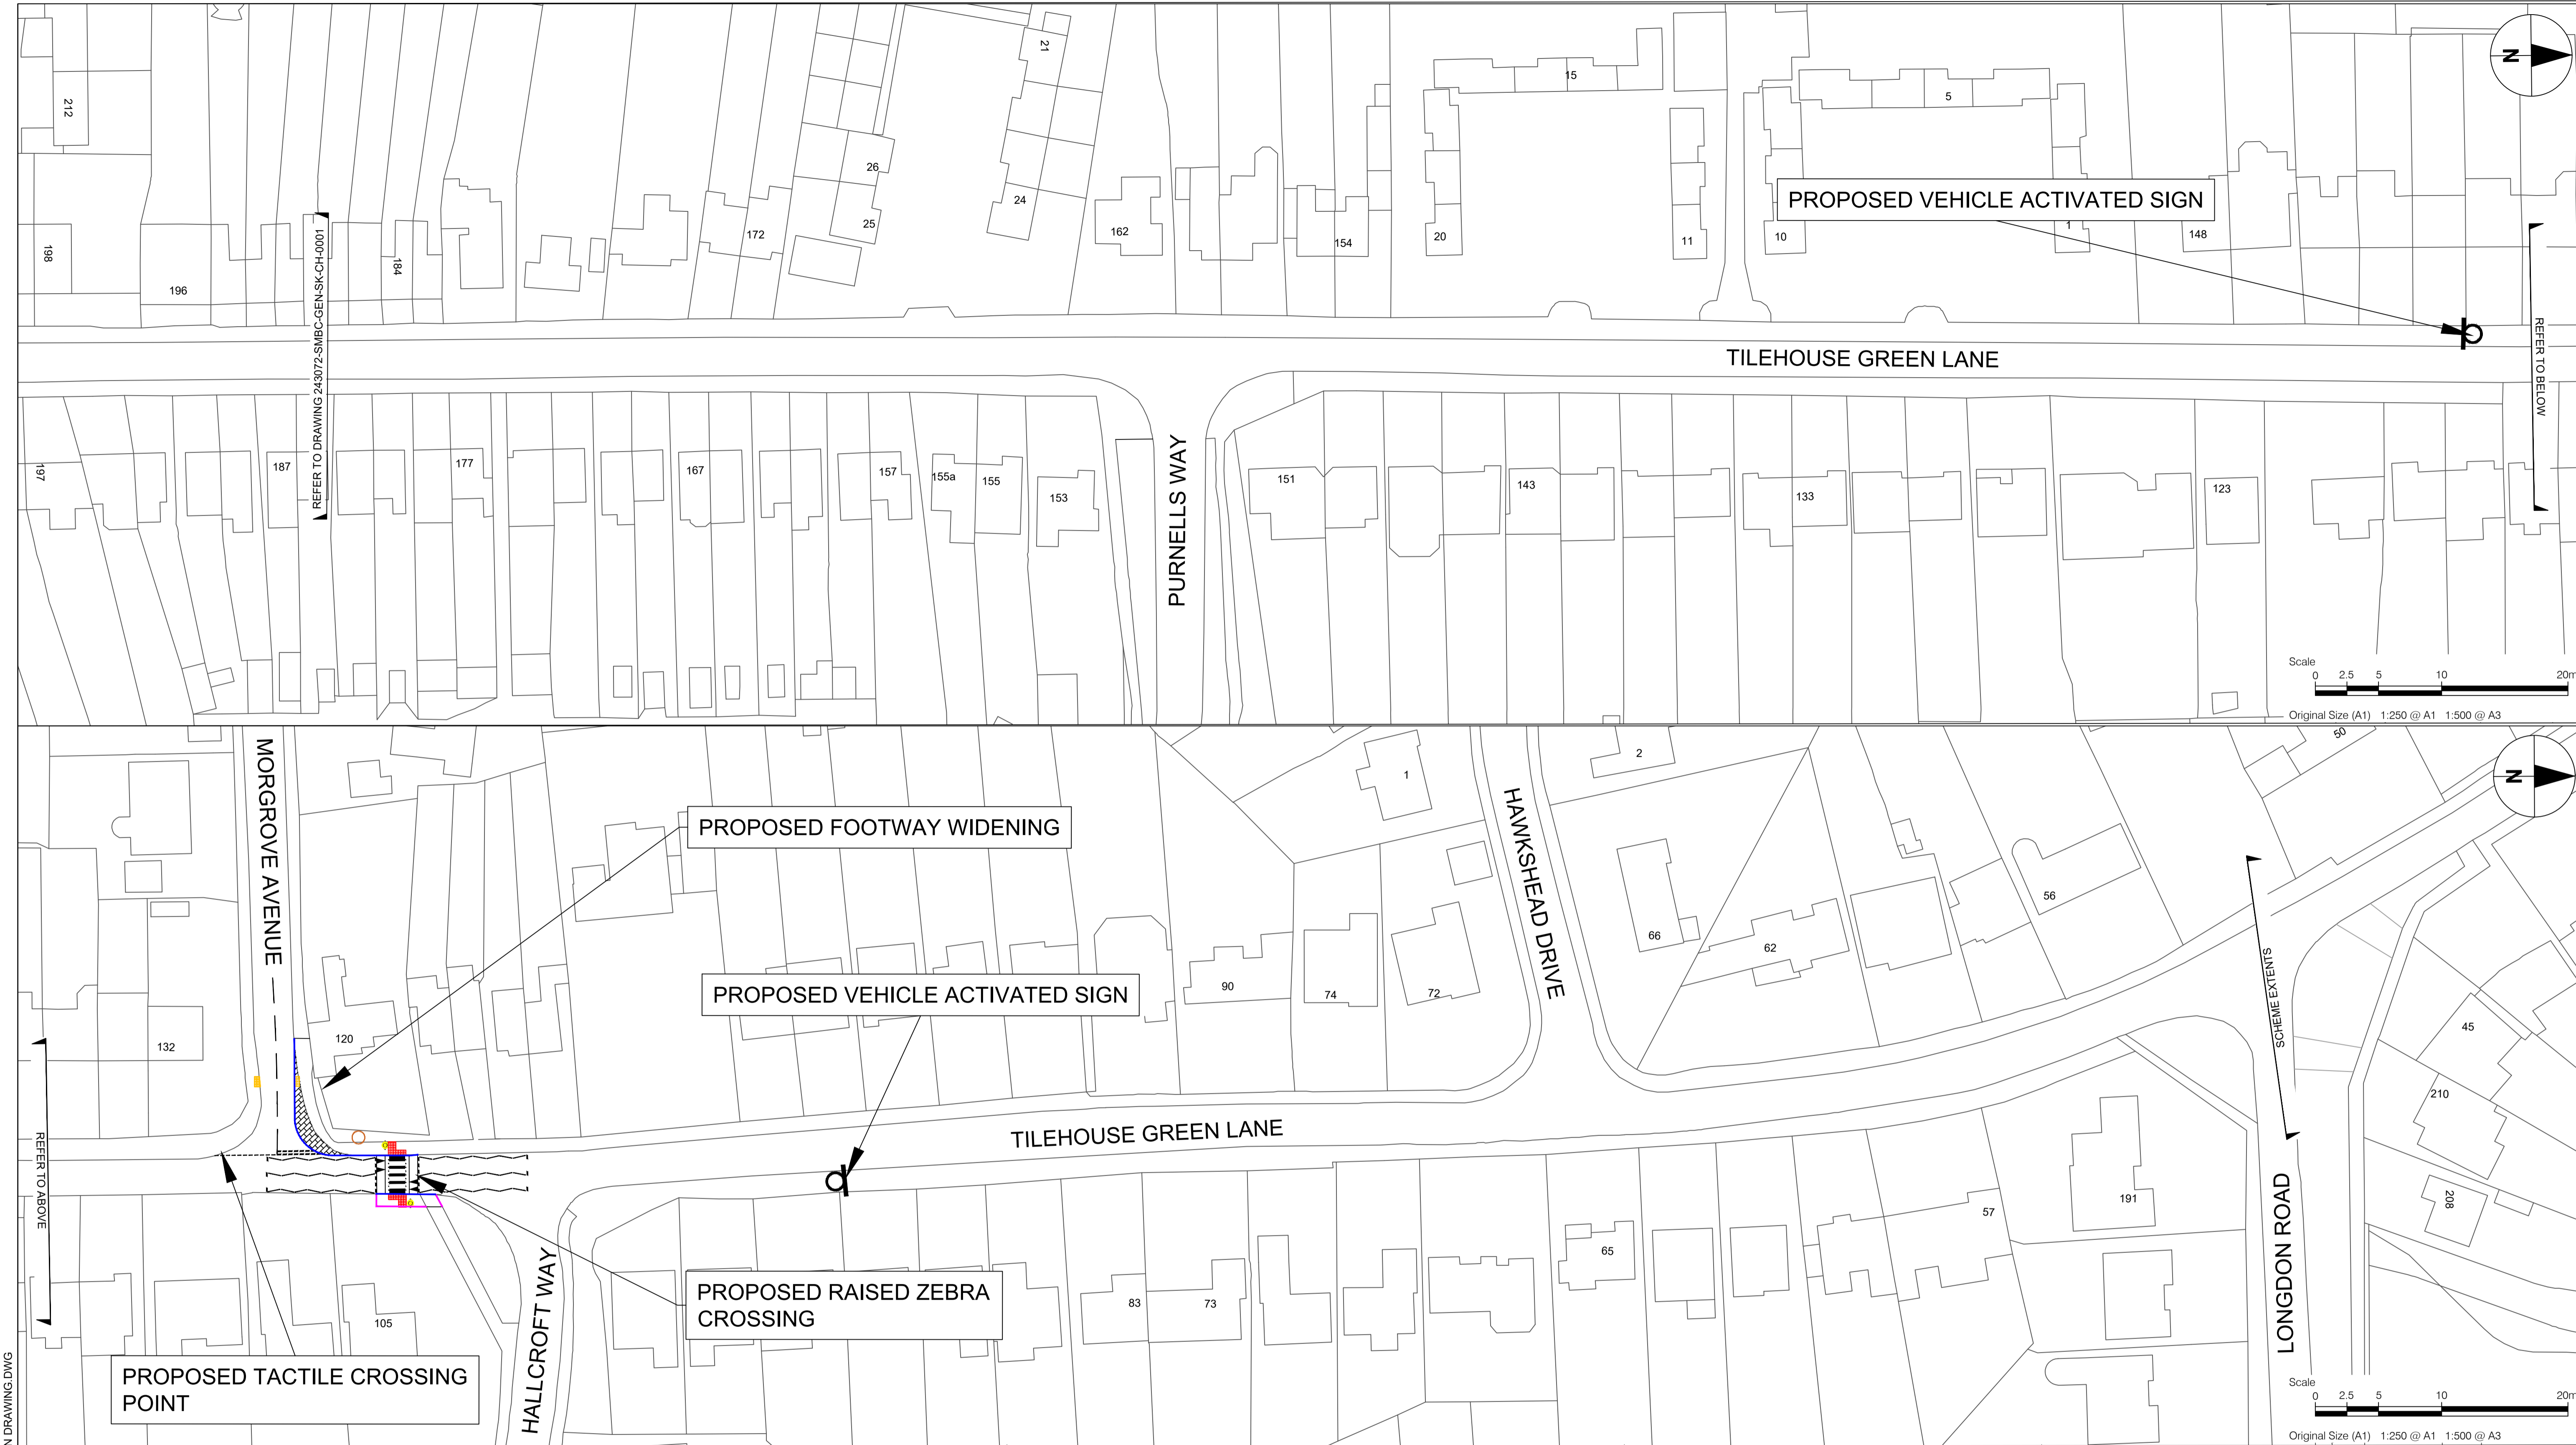 212
21
15
5
N
26
198
184
172
25
24
162
154
20
11
10
PROPOSED VEHICLE ACTIVATED SIGN
1
148
196
REFER TO DRAWING 243072-SMBC-GEN-SK-CH-0001
TILEHOUSE GREEN LANE
REFER TO BELOW
197
187
177
167
157
155a
155
153
PURNELLS WAY
151
143
133
123
Scale
0 2.5 5 10 20m
Original Size (A1) 1:250 @ A1 1:500 @ A3
MORGROVE AVENUE
1
2
50
N
PROPOSED FOOTWAY WIDENING
HAWKSHEAD DRIVE
56
66
62
120
132
PROPOSED VEHICLE ACTIVATED SIGN
90
74
72
SCHEME EXTENTS
45
210
REFER TO ABOVE
TILEHOUSE GREEN LANE
191
208
57
65
LONGDON ROAD
HALLCROFT WAY
PROPOSED RAISED ZEBRA
CROSSING
83
73
105
PROPOSED TACTILE CROSSING
POINT
Scale
0 2.5 5 10 20m
Original Size (A1) 1:250 @ A1 1:500 @ A3
N DRAWING.DWG